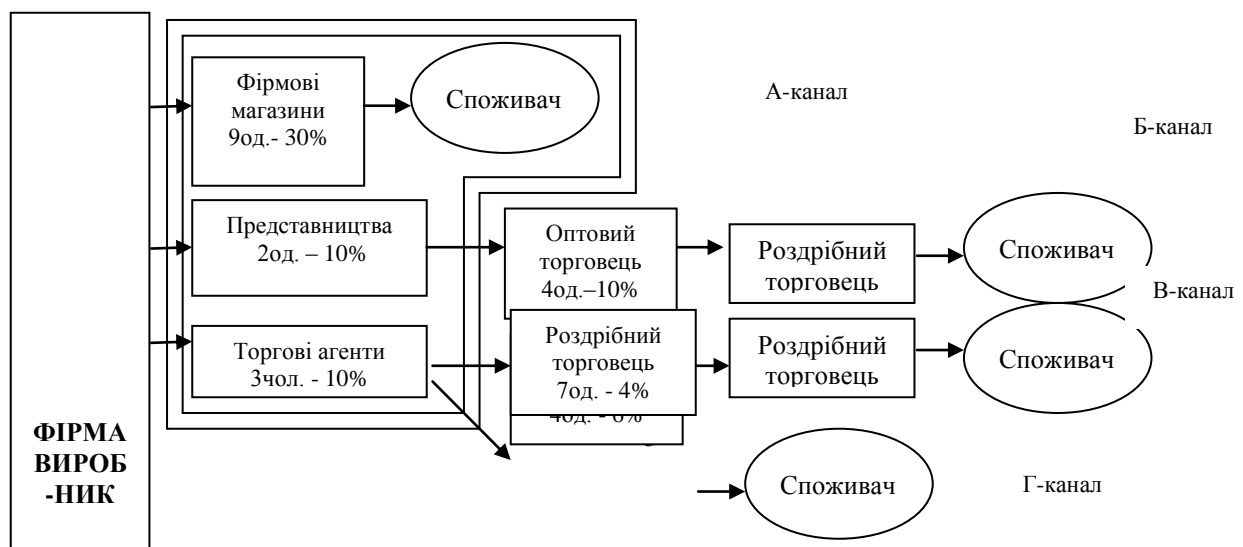 Фірмові
магазини
9од.- 30%
Споживач
А-канал
Б-канал
Представництва
2од. – 10%
Оптовий
торговець
4од.–10%
Роздрібний
торговець
Споживач
В-канал
Торгові агенти
3чол. - 10%
Роздрібний
торговець
7од. - 4%
Роздрібний
торговець
Споживач
ФІРМА
ВИРОБ
-НИК
Споживач
Г-канал